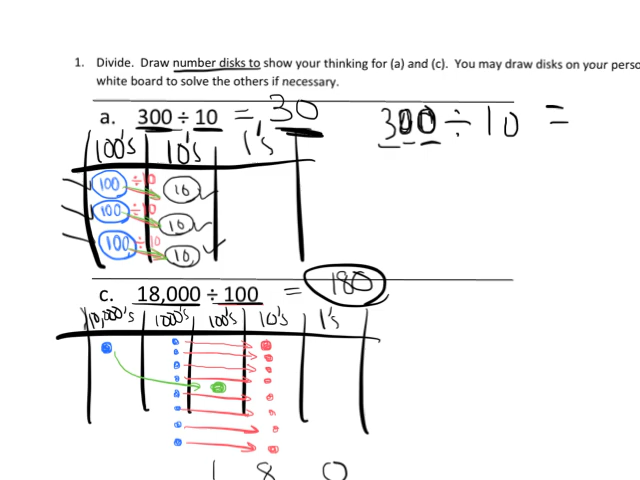 1. Divide. Draw number disks to show your thinking for (a) and (c). You may draw disks on your perso
white board to solve the others if necessary.
a. 300 ÷ 10 = 30
300 ÷ 10 =
100's 10's 1's
100 ÷10 10
100 ÷10 10
100 ÷10 10
c. 18,000 ÷ 100 = 180
10,000's 1000's 100's 10's 1's
1 8 0